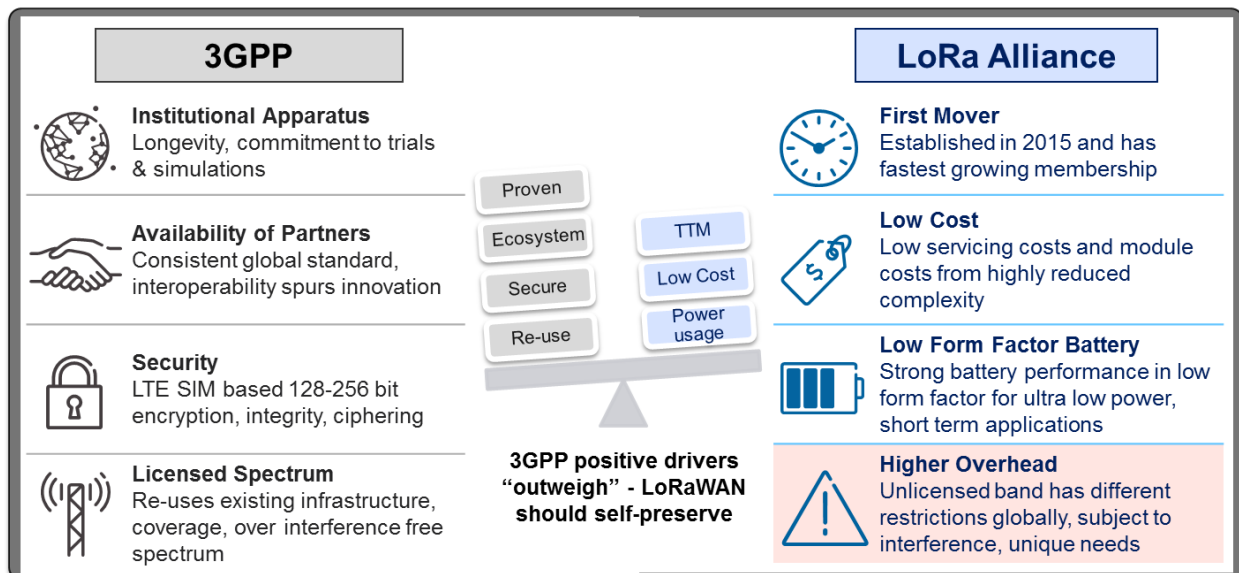 3GPP
Institutional Apparatus
Longevity, commitment to trials
& simulations
Availability of Partners
Consistent global standard,
interoperability spurs innovation
Security
LTE SIM based 128-256 bit
encryption, integrity, ciphering
Licensed Spectrum
Re-uses existing infrastructure,
coverage, over interference free
spectrum
Proven
Ecosystem
Secure
Re-use
TTM
Low Cost
Power
usage
3GPP positive drivers
“outweigh” - LoRaWAN
should self-preserve
LoRa Alliance
First Mover
Established in 2015 and has
fastest growing membership
$
Low Cost
Low servicing costs and module
costs from highly reduced
complexity
Low Form Factor Battery
Strong battery performance in low
form factor for ultra low power,
short term applications
Higher Overhead
Unlicensed band has different
restrictions globally, subject to
interference, unique needs